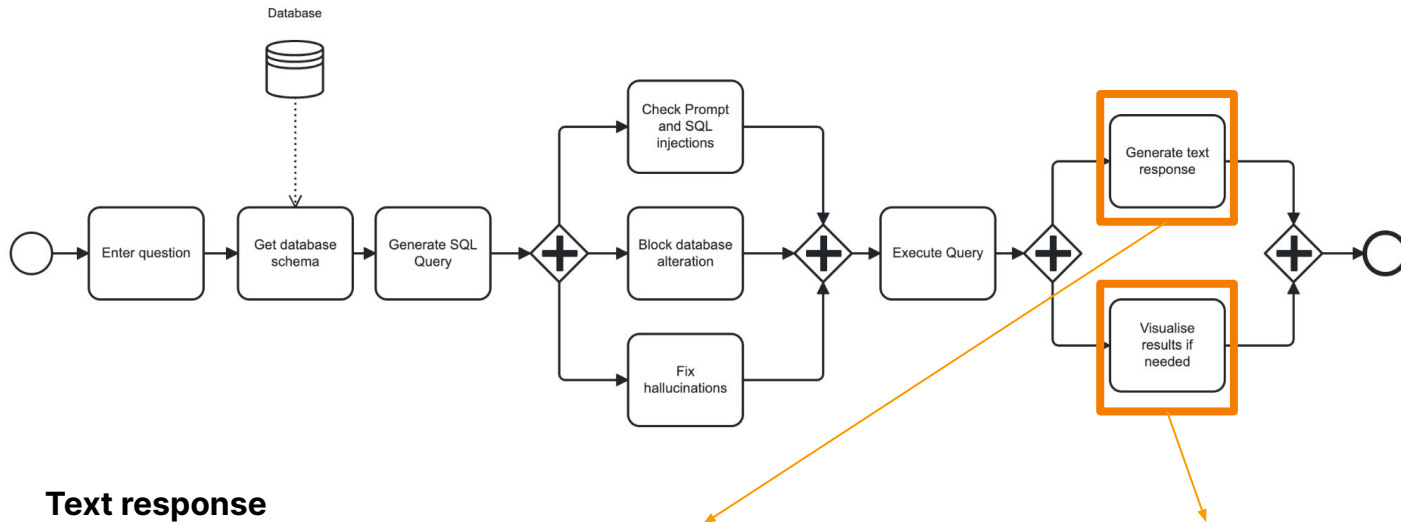 Database
Check Prompt
and SQL
injections
Generate text
response
Enter question
Get database
schema
Generate SQL
Query
Block database
alteration
Execute Query
Visualise
results if
needed
Fix
hallucinations
Text response